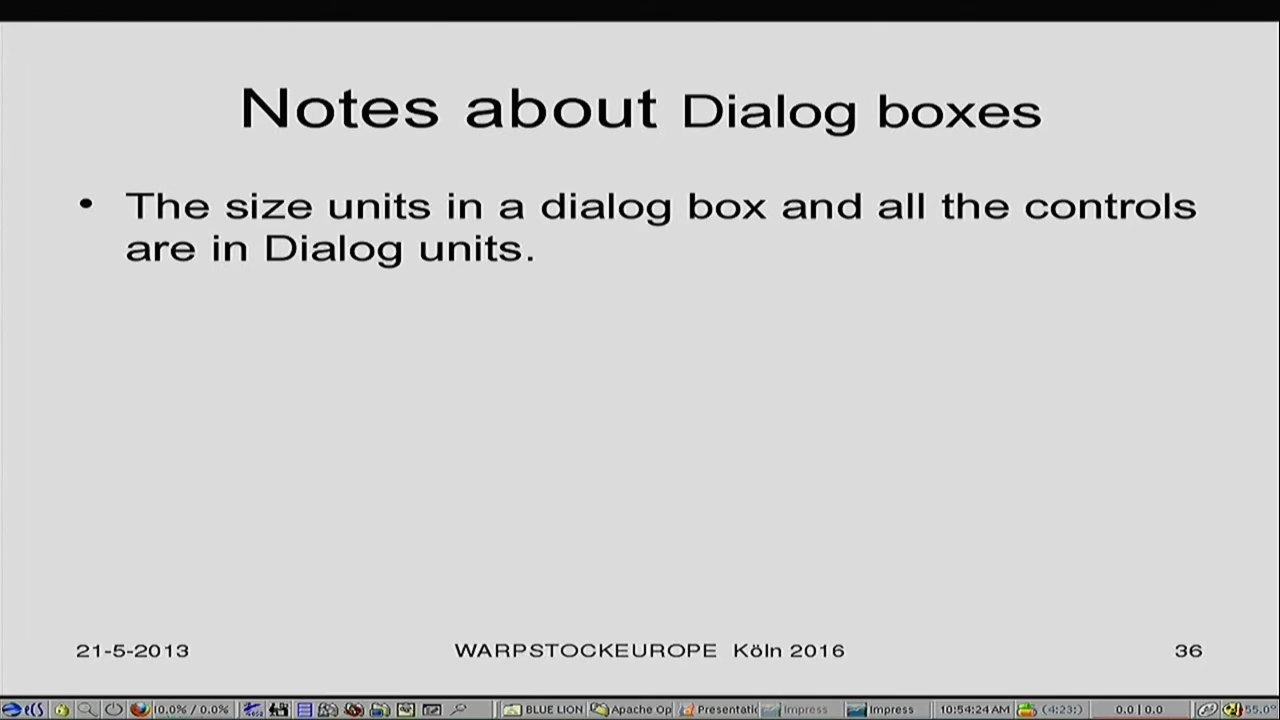 Notes about Dialog boxes
• The size units in a dialog box and all the controls
are in Dialog units.
21-5-2013 WARPSTOCKEUROPE Köln 2016 36
eCS 0.0% / 0.0% BLUE LION Apache Op Presentatic Impress Impress 10:54:24 AM (4:23:) 0.0 | 0.0 55.0°